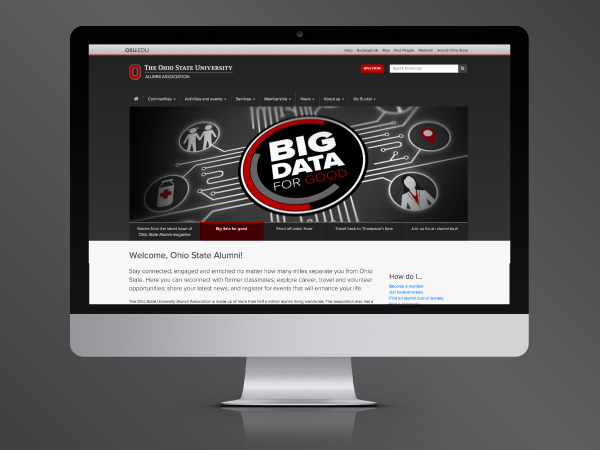 OSU.EDU
Help BuckeyeLink Map Find People Webmail Search Ohio State
THE OHIO STATE UNIVERSITY
ALUMNI ASSOCIATION
GIVE NOW
Communities
Activities and events
Services
Membership
News
About us
Go Bucks!
BIG
DATA
FOR GOOD
Stories from the latest issue of
Ohio State Alumni magazine
Big data for good
Fend off cabin fever
Travel back to Thompson's time
Join us for an alumni tour!
Welcome, Ohio State Alumni!
Stay connected, engaged and enriched no matter how many miles separate you from Ohio
State. Here you can reconnect with former classmates; explore career, travel and volunteer
opportunities; share your latest news; and register for events that will enhance your life.
The Ohio State University Alumni Association is made up of more than half a million alumni living worldwide. The association also has a
How do I...
Become a member
Get football tickets
Find an alumni club or society